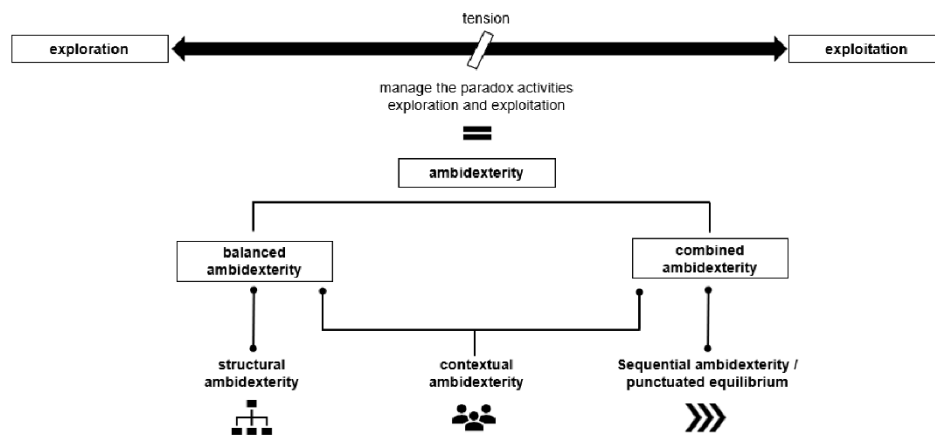 tension
exploration
exploitation
manage the paradox activities
exploration and exploitation
ambidexterity
balanced
ambidexterity
combined
ambidexterity
structural
ambidexterity
contextual
ambidexterity
Sequential ambidexterity /
punctuated equilibrium